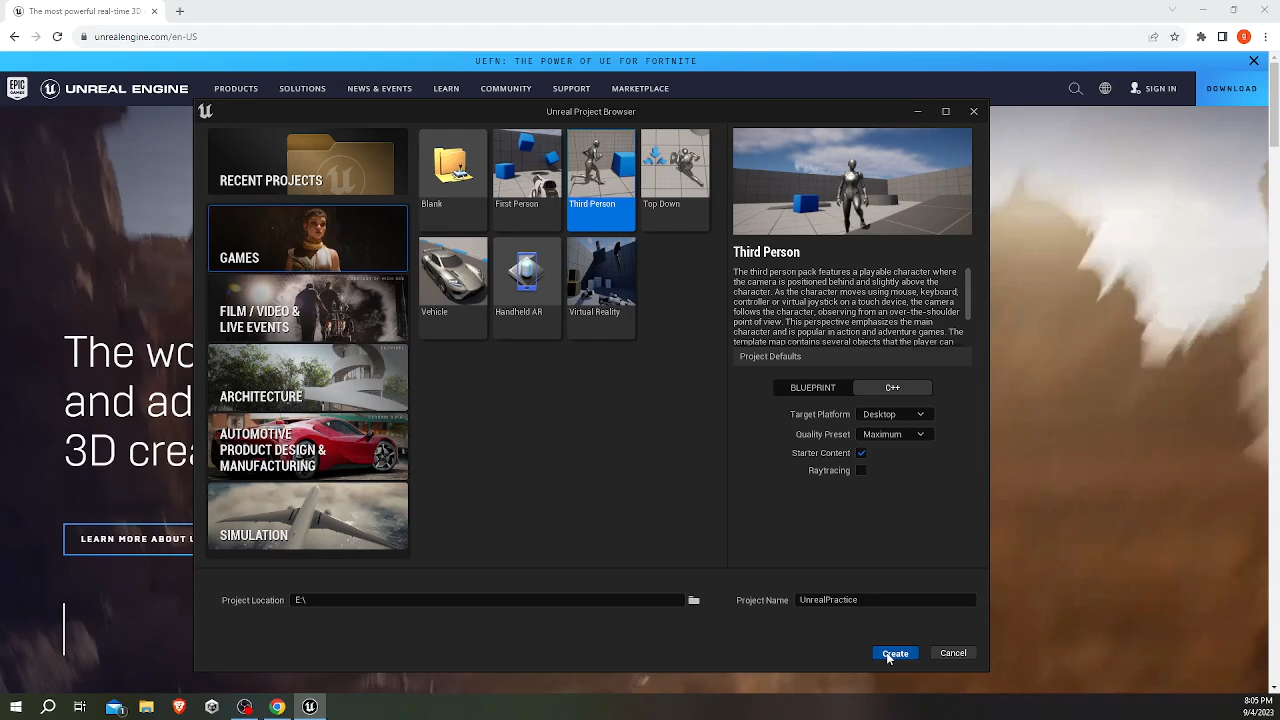 The most powerful real-time 3D
unrealengine.com/en-US
g
UEFN: THE POWER OF UE FOR FORTNITE
EPIC GAMES
UNREAL ENGINE
PRODUCTS
SOLUTIONS
NEWS & EVENTS
LEARN
COMMUNITY
SUPPORT
MARKETPLACE
SIGN IN
DOWNLOAD
Unreal Project Browser
RECENT PROJECTS
GAMES
FILM / VIDEO &
LIVE EVENTS
ARCHITECTURE
AUTOMOTIVE
PRODUCT DESIGN &
MANUFACTURING
SIMULATION
Blank
First Person
Third Person
Top Down
Vehicle
Handheld AR
Virtual Reality
Third Person
The third person pack features a playable character where
the camera is positioned behind and slightly above the
character. As the character moves using mouse, keyboard,
controller or virtual joystick on a touch device, the camera
follows the character, observing from an over-the-shoulder
point of view. This perspective emphasizes the main
character and is popular in action and adventure games. The
template map contains several objects that the player can
Project Defaults
BLUEPRINT
C++
Target Platform
Desktop
Quality Preset
Maximum
Starter Content
Raytracing
The wo
and ad
3D cre
LEARN MORE ABOUT U
Project Location
E:\
Project Name
UnrealPractice
Create
Cancel
8:05 PM
9/4/2023